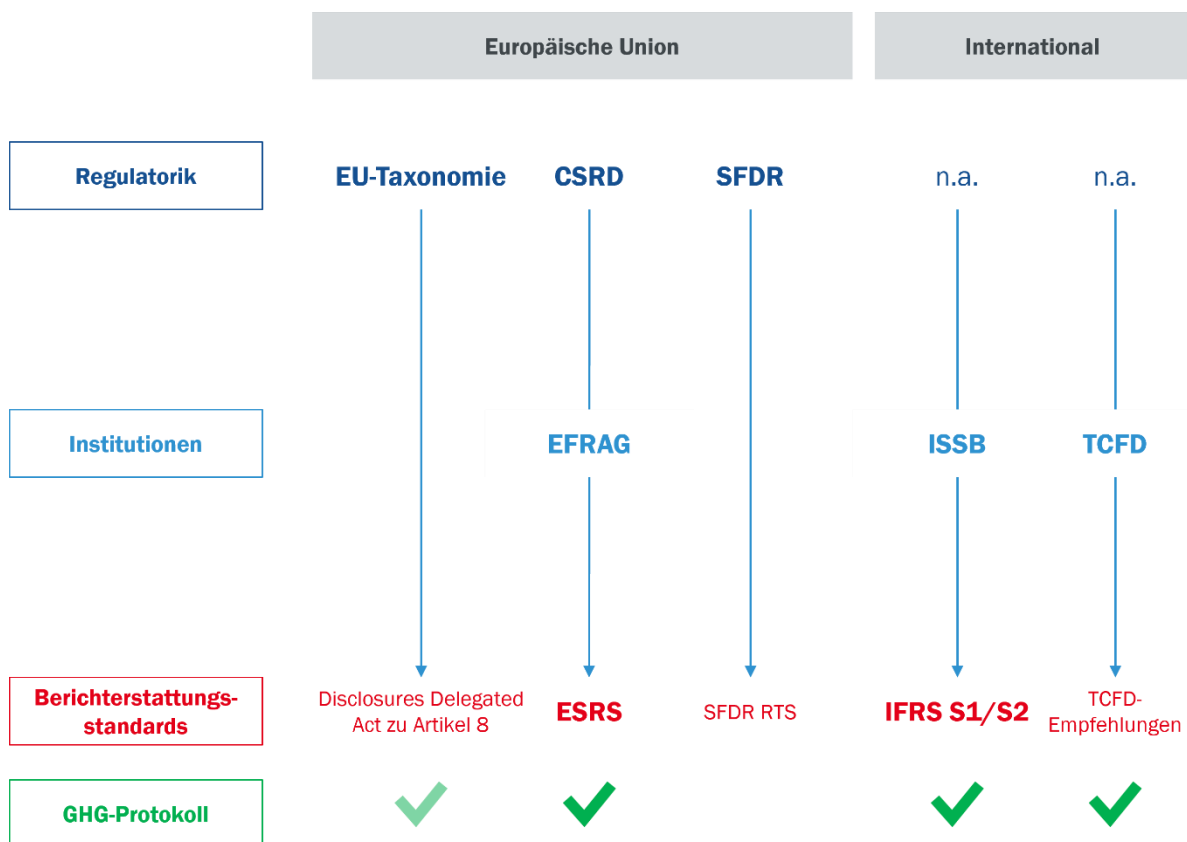 Europäische Union
International
Regulatorik
EU-Taxonomie
CSRD
SFDR
n.a.
n.a.
Institutionen
EFRAG
ISSB
TCFD
Berichterstattungs-
standards
Disclosures Delegated
Act zu Artikel 8
ESRS
SFDR RTS
IFRS S1/S2
TCFD-
Empfehlungen
GHG-Protokoll